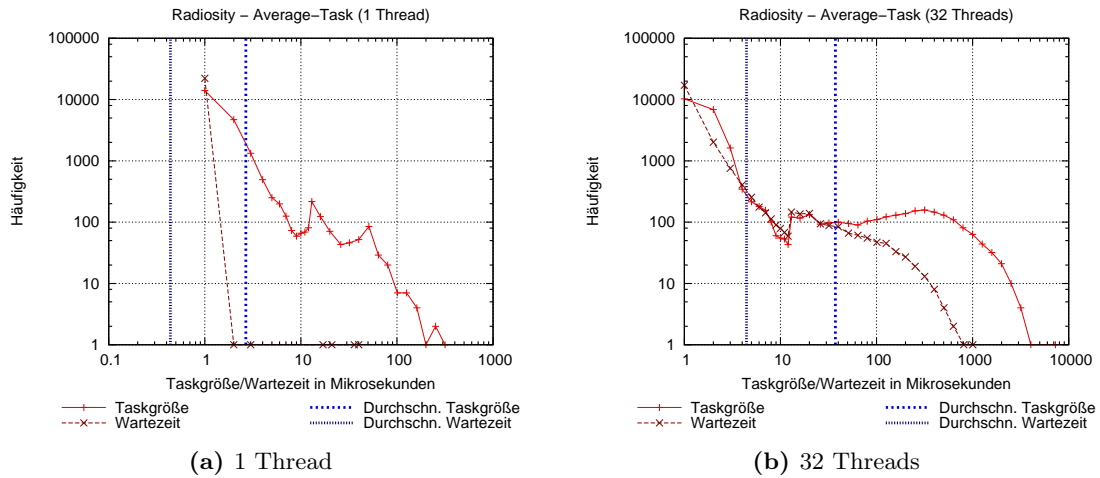 Radiosity − Average−Task (1 Thread)
100000
10000
1000
100
10
1
Häufigkeit
0.1 1 10 100 1000
Taskgröße/Wartezeit in Mikrosekunden
Taskgröße Durchschn. Taskgröße
Wartezeit Durchschn. Wartezeit
(a) 1 Thread
Radiosity − Average−Task (32 Threads)
100000
10000
1000
100
10
1
Häufigkeit
1 10 100 1000 10000
Taskgröße/Wartezeit in Mikrosekunden
Taskgröße Durchschn. Taskgröße
Wartezeit Durchschn. Wartezeit
(b) 32 Threads